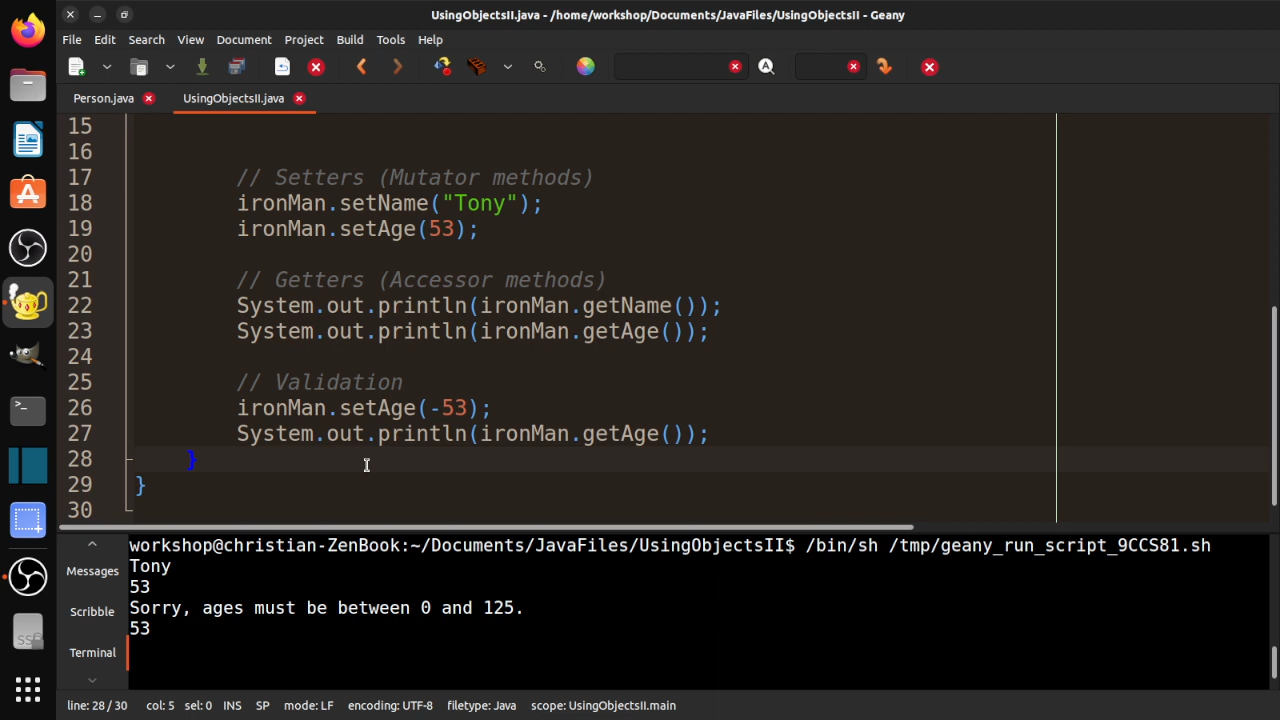 UsingObjectsII.java - /home/workshop/Documents/JavaFiles/UsingObjectsII - Geany
File Edit Search View Document Project Build Tools Help
Person.java UsingObjectsII.java
15
16
17 // Setters (Mutator methods)
18 ironMan.setName("Tony");
19 ironMan.setAge(53);
20
21 // Getters (Accessor methods)
22 System.out.println(ironMan.getName());
23 System.out.println(ironMan.getAge());
24
25 // Validation
26 ironMan.setAge(-53);
27 System.out.println(ironMan.getAge());
28 }
29 }
30
Messages
Scribble
Terminal
workshop@christian-ZenBook:~/Documents/JavaFiles/UsingObjectsII$ /bin/sh /tmp/geany_run_script_9CCS81.sh
Tony
53
Sorry, ages must be between 0 and 125.
53
line: 28 / 30 col: 5 sel: 0 INS SP mode: LF encoding: UTF-8 filetype: Java scope: UsingObjectsII.main